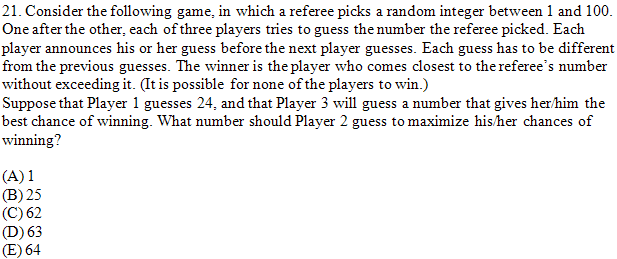 21. Consider the following game, in which a referee picks a random integer between 1 and 100.
One after the other, each of three players tries to guess the number the referee picked. Each
player announces his or her guess before the next player guesses. Each guess has to be different
from the previous guesses. The winner is the player who comes closest to the referee's number
without exceeding it. (It is possible for none of the players to win.)
Suppose that Player 1 guesses 24, and that Player 3 will guess a number that gives her/him the
best chance of winning. What number should Player 2 guess to maximize his/her chances of
winning?
(A) 1
(B) 25
(C) 62
(D) 63
(E) 64